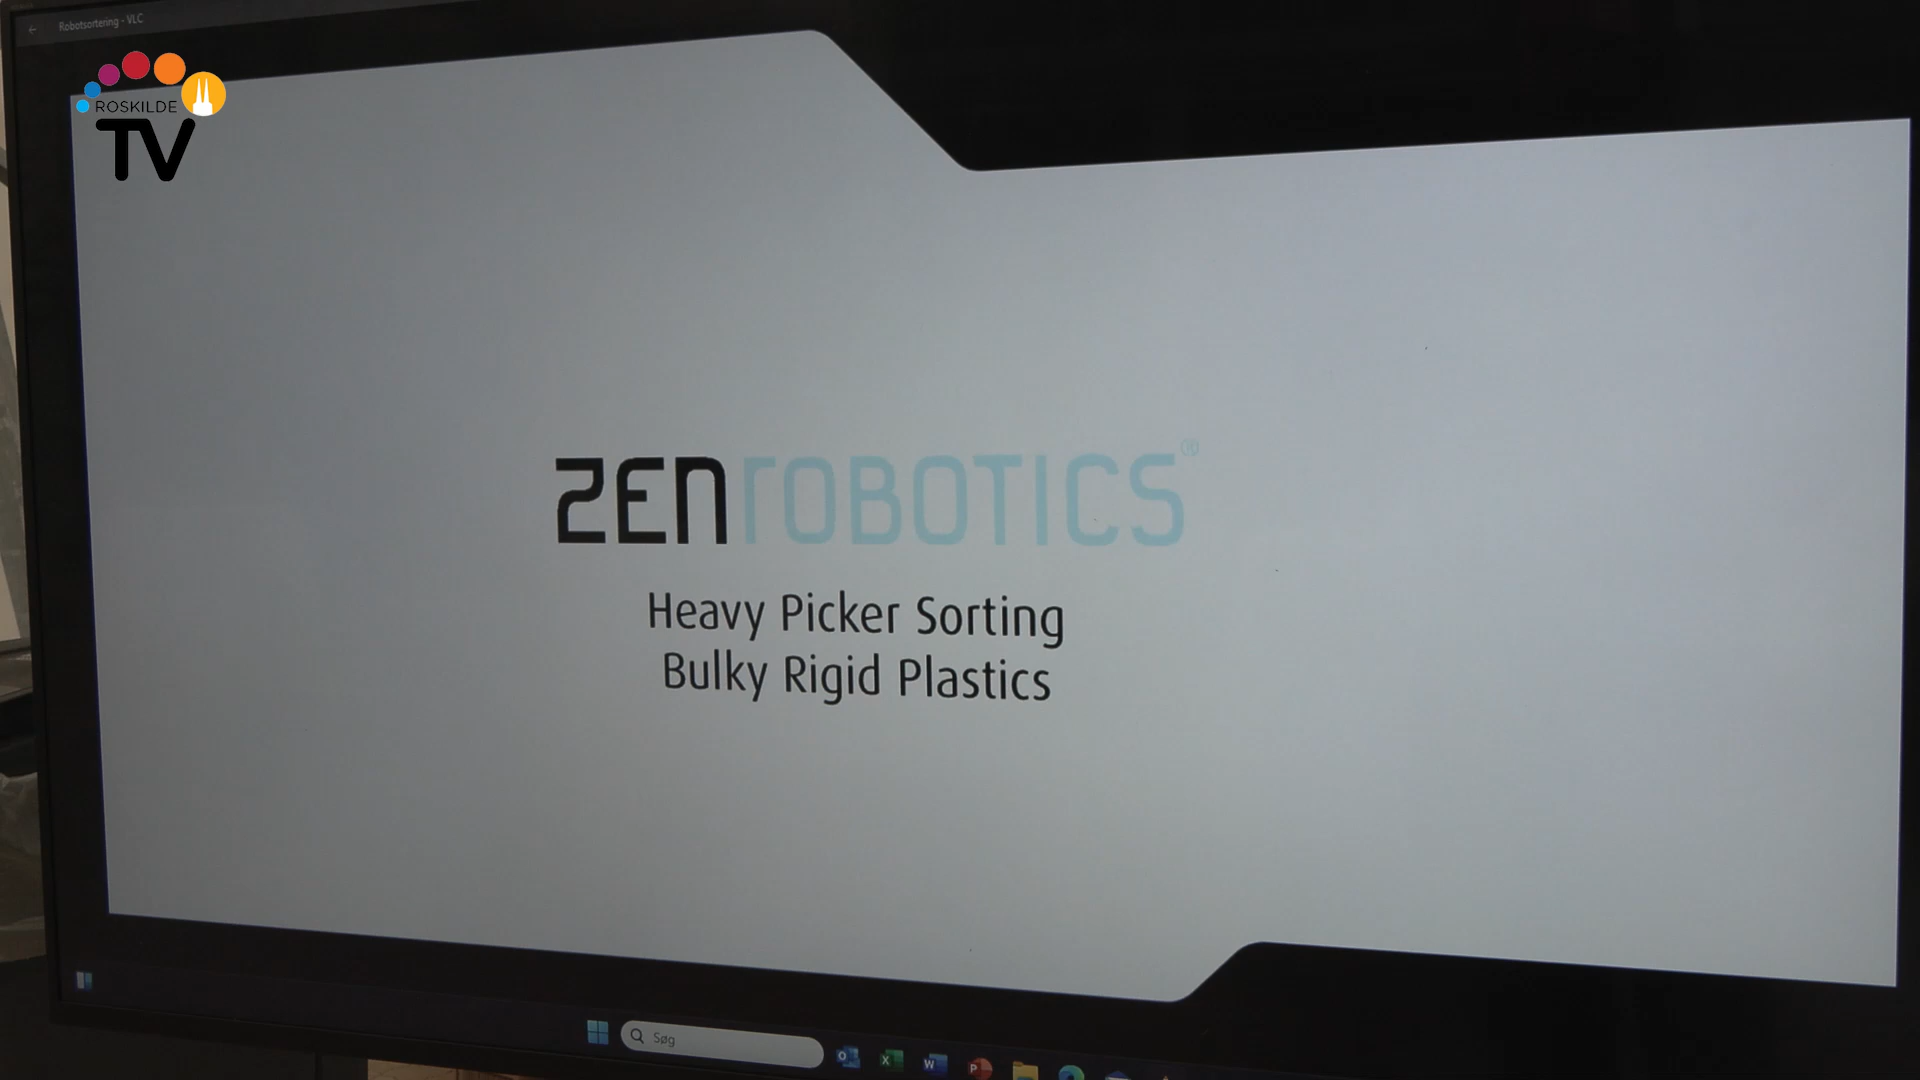 Robotsortering - VLC
ROSKILDE
TV
ZENROBOTICS®
Heavy Picker Sorting
Bulky Rigid Plastics
Søg